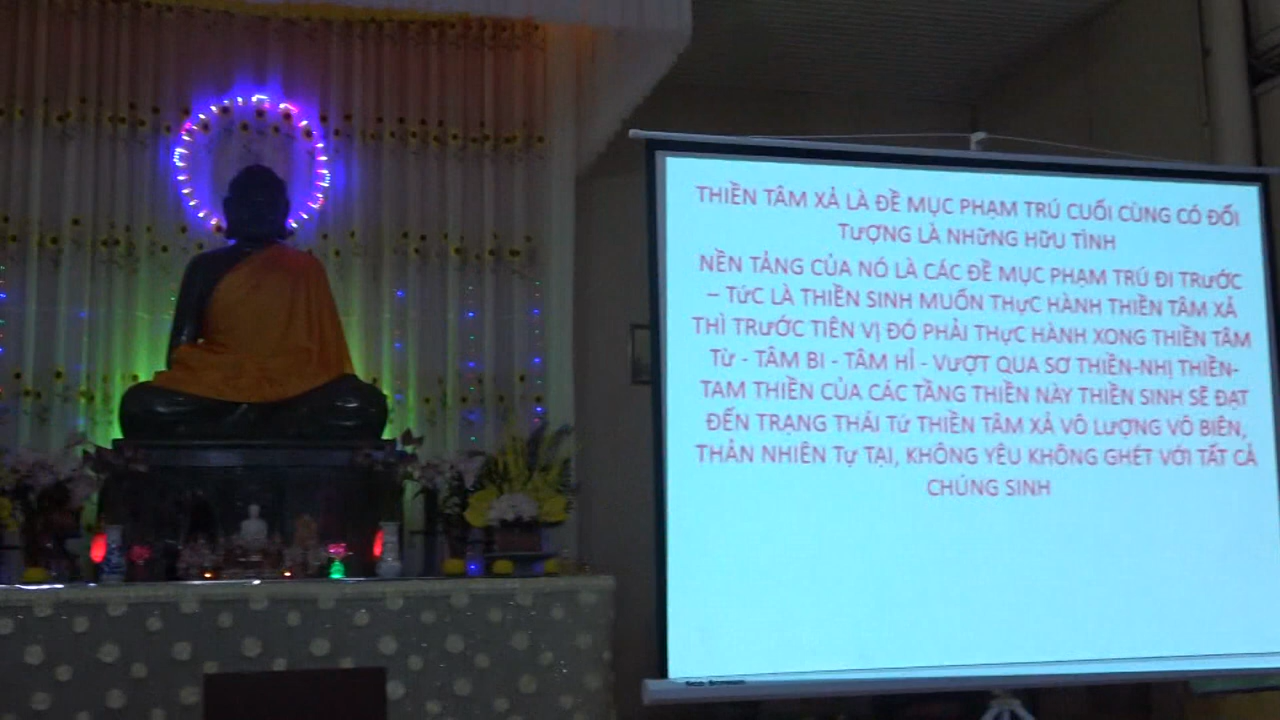 THIỀN TÂM XẢ LÀ ĐỀ MỤC PHẠM TRÚ CUỐI CÙNG CÓ ĐỐI
TƯỢNG LÀ NHỮNG HỮU TÌNH
NỀN TẢNG CỦA NÓ LÀ CÁC ĐỀ MỤC PHẠM TRÚ ĐI TRƯỚC
– TỨC LÀ THIỀN SINH MUỐN THỰC HÀNH THIỀN TÂM XẢ
THÌ TRƯỚC TIÊN VỊ ĐÓ PHẢI THỰC HÀNH XONG THIỀN TÂM
TỪ - TÂM BI - TÂM HỈ - VƯỢT QUA SƠ THIỀN-NHỊ THIỀN-
TAM THIỀN CỦA CÁC TẦNG THIỀN NÀY THIỀN SINH SẼ ĐẠT
ĐẾN TRẠNG THÁI TỨ THIỀN TÂM XẢ VÔ LƯỢNG VÔ BIÊN,
THẢN NHIÊN TỰ TẠI, KHÔNG YÊU KHÔNG GHÉT VỚI TẤT CẢ
CHÚNG SINH